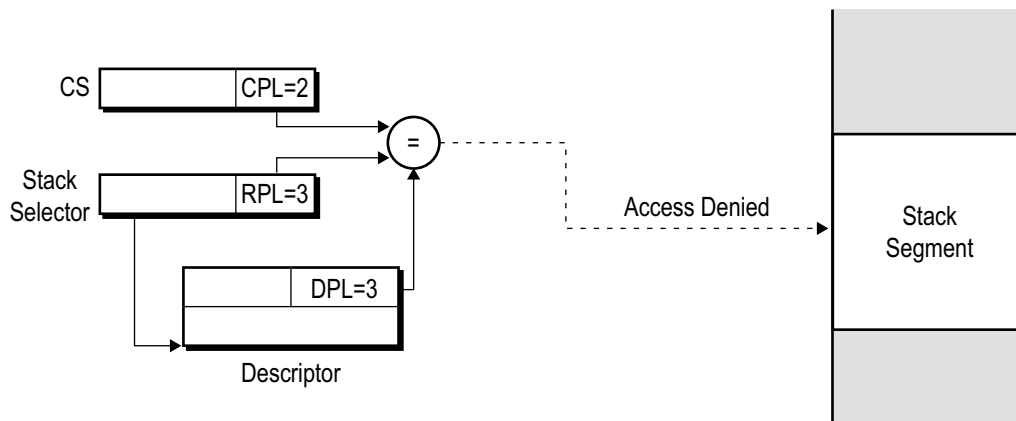 CS
CPL=2
=
Stack
Selector
RPL=3
Access Denied
Stack
Segment
DPL=3
Descriptor